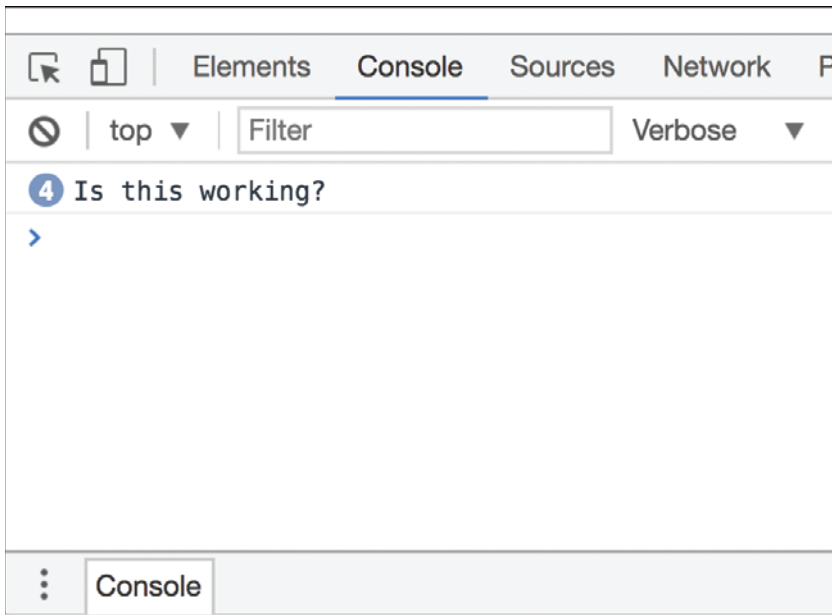 Elements Console Sources Network P
top ▼ Filter Verbose ▼
4 Is this working?
>
Console